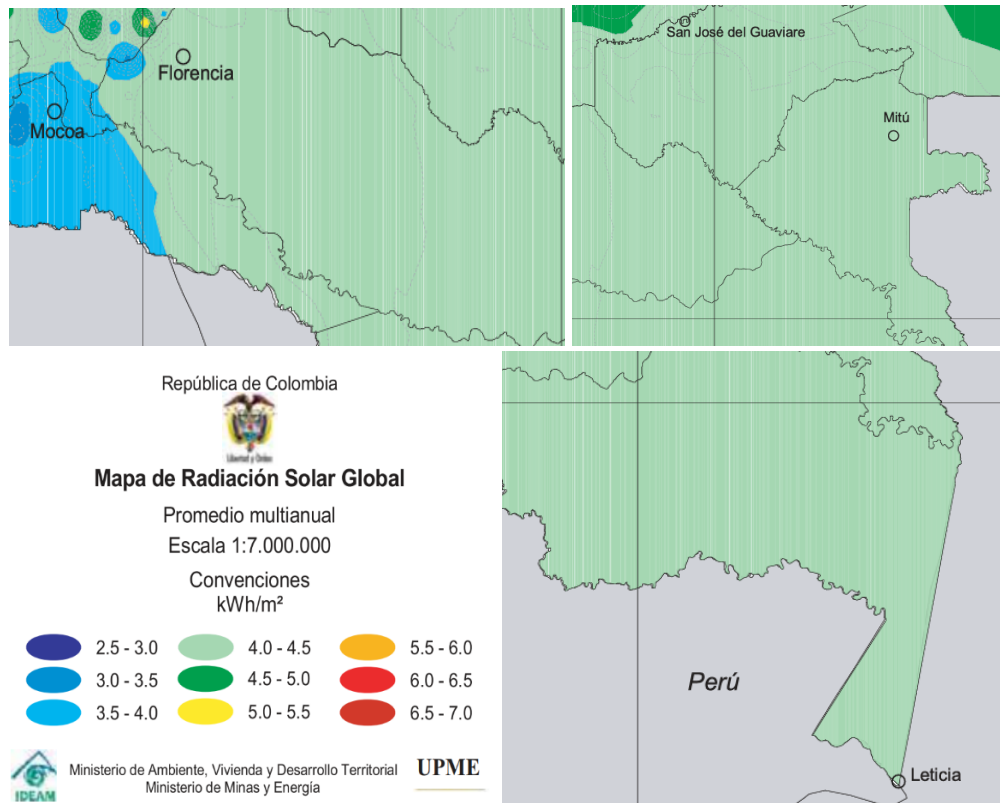 Florencia
Mocoa
San José del Guaviare
Mitú
República de Colombia
Libertad y Orden
Mapa de Radiación Solar Global
Promedio multianual
Escala 1:7.000.000
Convenciones
kWh/m²
2.5 - 3.0
4.0 - 4.5
5.5 - 6.0
3.0 - 3.5
4.5 - 5.0
6.0 - 6.5
3.5 - 4.0
5.0 - 5.5
6.5 - 7.0
IDEAM
Ministerio de Ambiente, Vivienda y Desarrollo Territorial
Ministerio de Minas y Energía
UPME
Perú
Leticia